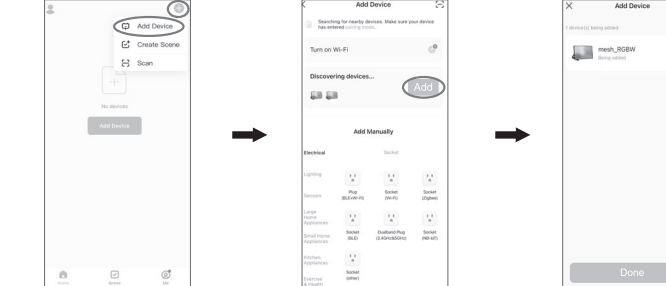 Add Device
Create Scene
Scan
No devices
Add Device
Home
Scene
Me
Add Device
Searching for nearby devices. Make sure your device
has entered pairing mode.
Turn on Wi-Fi
Discovering devices...
Add
Add Manually
Electrical
Socket
Lighting
Sensors
Large
Home
Appliances
Small Home
Appliances
Kitchen
Appliances
Exercise
& Health
Plug
(BLE+Wi-Fi)
Socket
(Wi-Fi)
Socket
(Zigbee)
Socket
(BLE)
Dualband Plug
(2.4GHz&5GHz)
Socket
(NB-IoT)
Socket
(other)
Add Device
1 device(s) being added
mesh_RGBW
Being added
Done